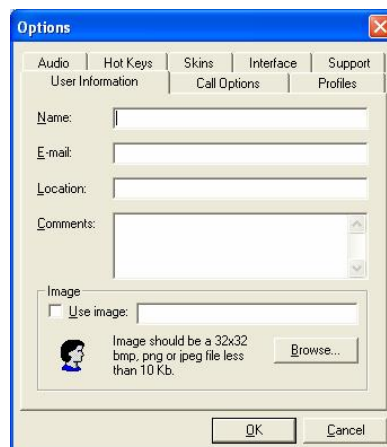 Options
Audio Hot Keys Skins Interface Support
User Information Call Options Profiles
Name:
E-mail:
Location:
Comments:
Image
Use image:
Image should be a 32x32
bmp, png or jpeg file less
than 10 Kb.
Browse...
OK Cancel